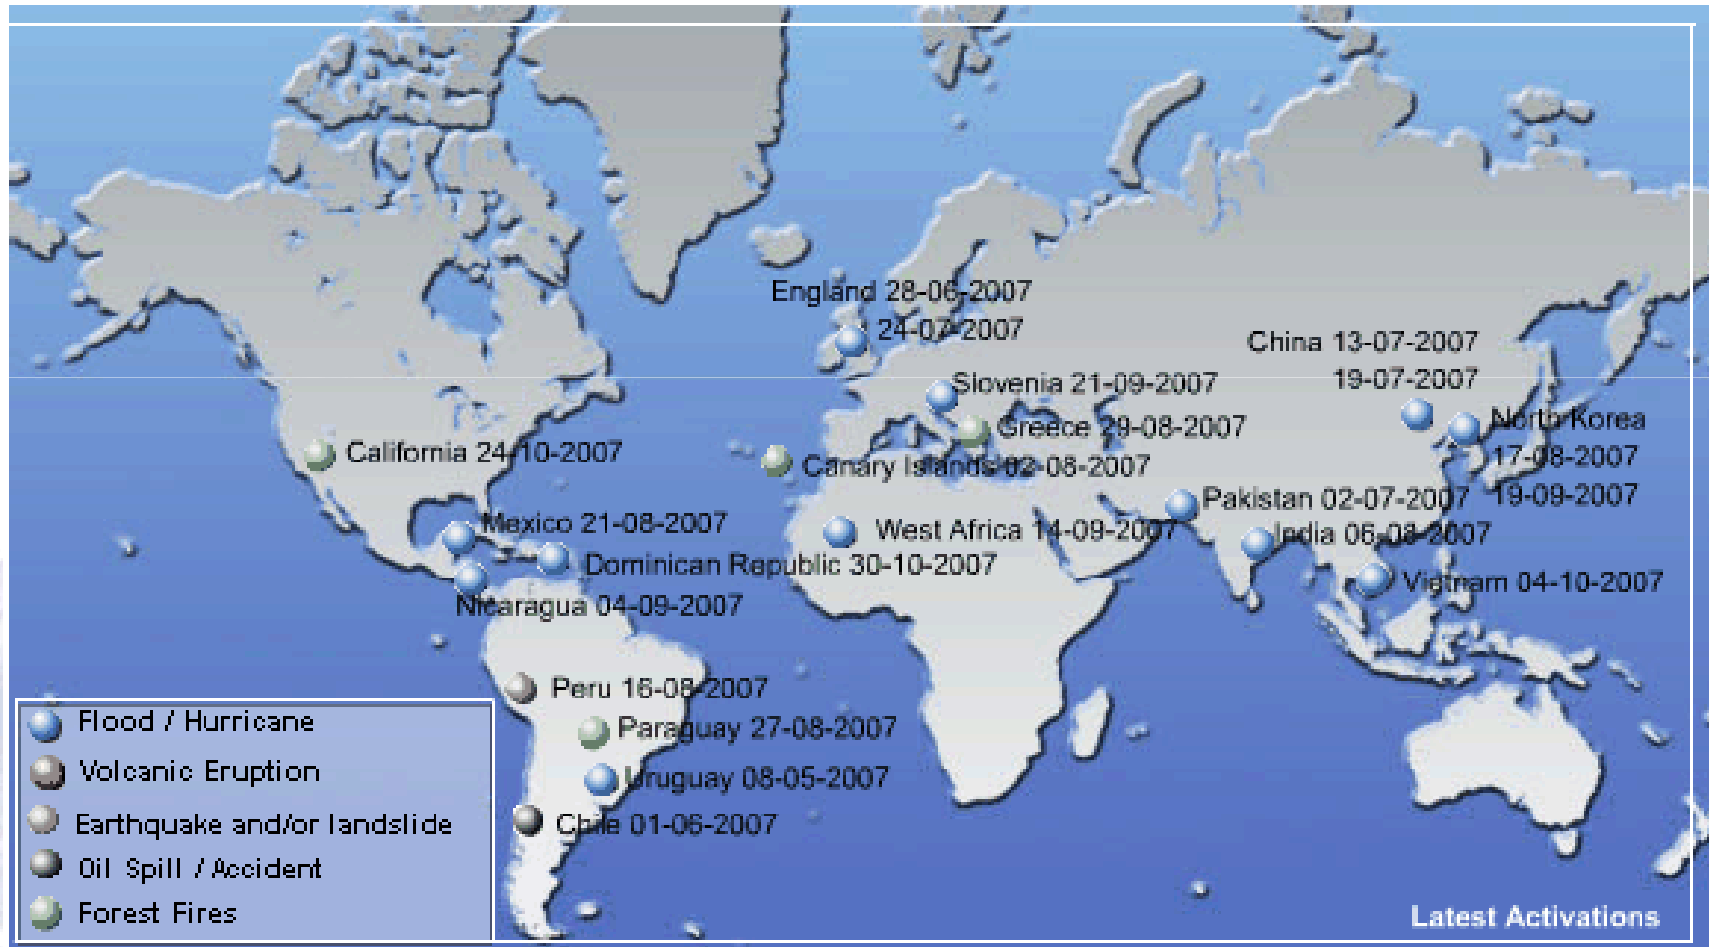 England 28-06-2007
24-07-2007
China 13-07-2007
19-07-2007
Slovenia 21-09-2007
North Korea
17-08-2007
19-09-2007
Greece 29-08-2007
California 24-10-2007
Canary Islands 02-08-2007
Pakistan 02-07-2007
Mexico 21-08-2007
West Africa 14-09-2007
India 06-08-2007
Dominican Republic 30-10-2007
Vietnam 04-10-2007
Nicaragua 04-09-2007
Peru 16-08-2007
Paraguay 27-08-2007
Uruguay 08-05-2007
Chile 01-06-2007
Flood / Hurricane
Volcanic Eruption
Earthquake and/or landslide
Oil Spill / Accident
Forest Fires
Latest Activations